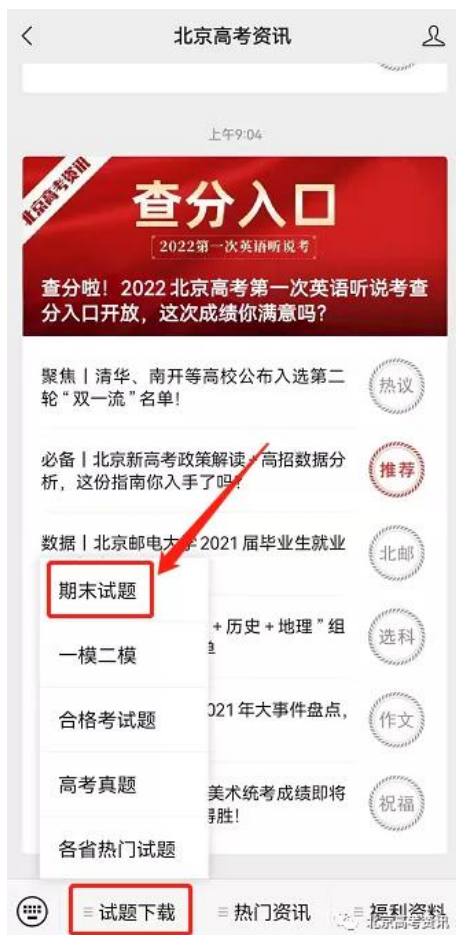 北京高考资讯
上午9:04
北京高考资讯
查分入口
2022第一次英语听说考
查分啦！2022北京高考第一次英语听说考查
分入口开放，这次成绩你满意吗？
聚焦丨清华、南开等高校公布入选第二
轮“双一流”名单！
热议
必备丨北京新高考政策解读+高招数据分
析，这份指南你入手了吗？
推荐
数据丨北京邮电大学2021届毕业生就业
北邮
期末试题
+历史+地理”组
选科
一模二模
合格考试题
021年大事件盘点，
作文
高考真题
美术统考成绩即将
得胜！
祝福
各省热门试题
试题下载
热门资讯
福利资料
北京高考资讯